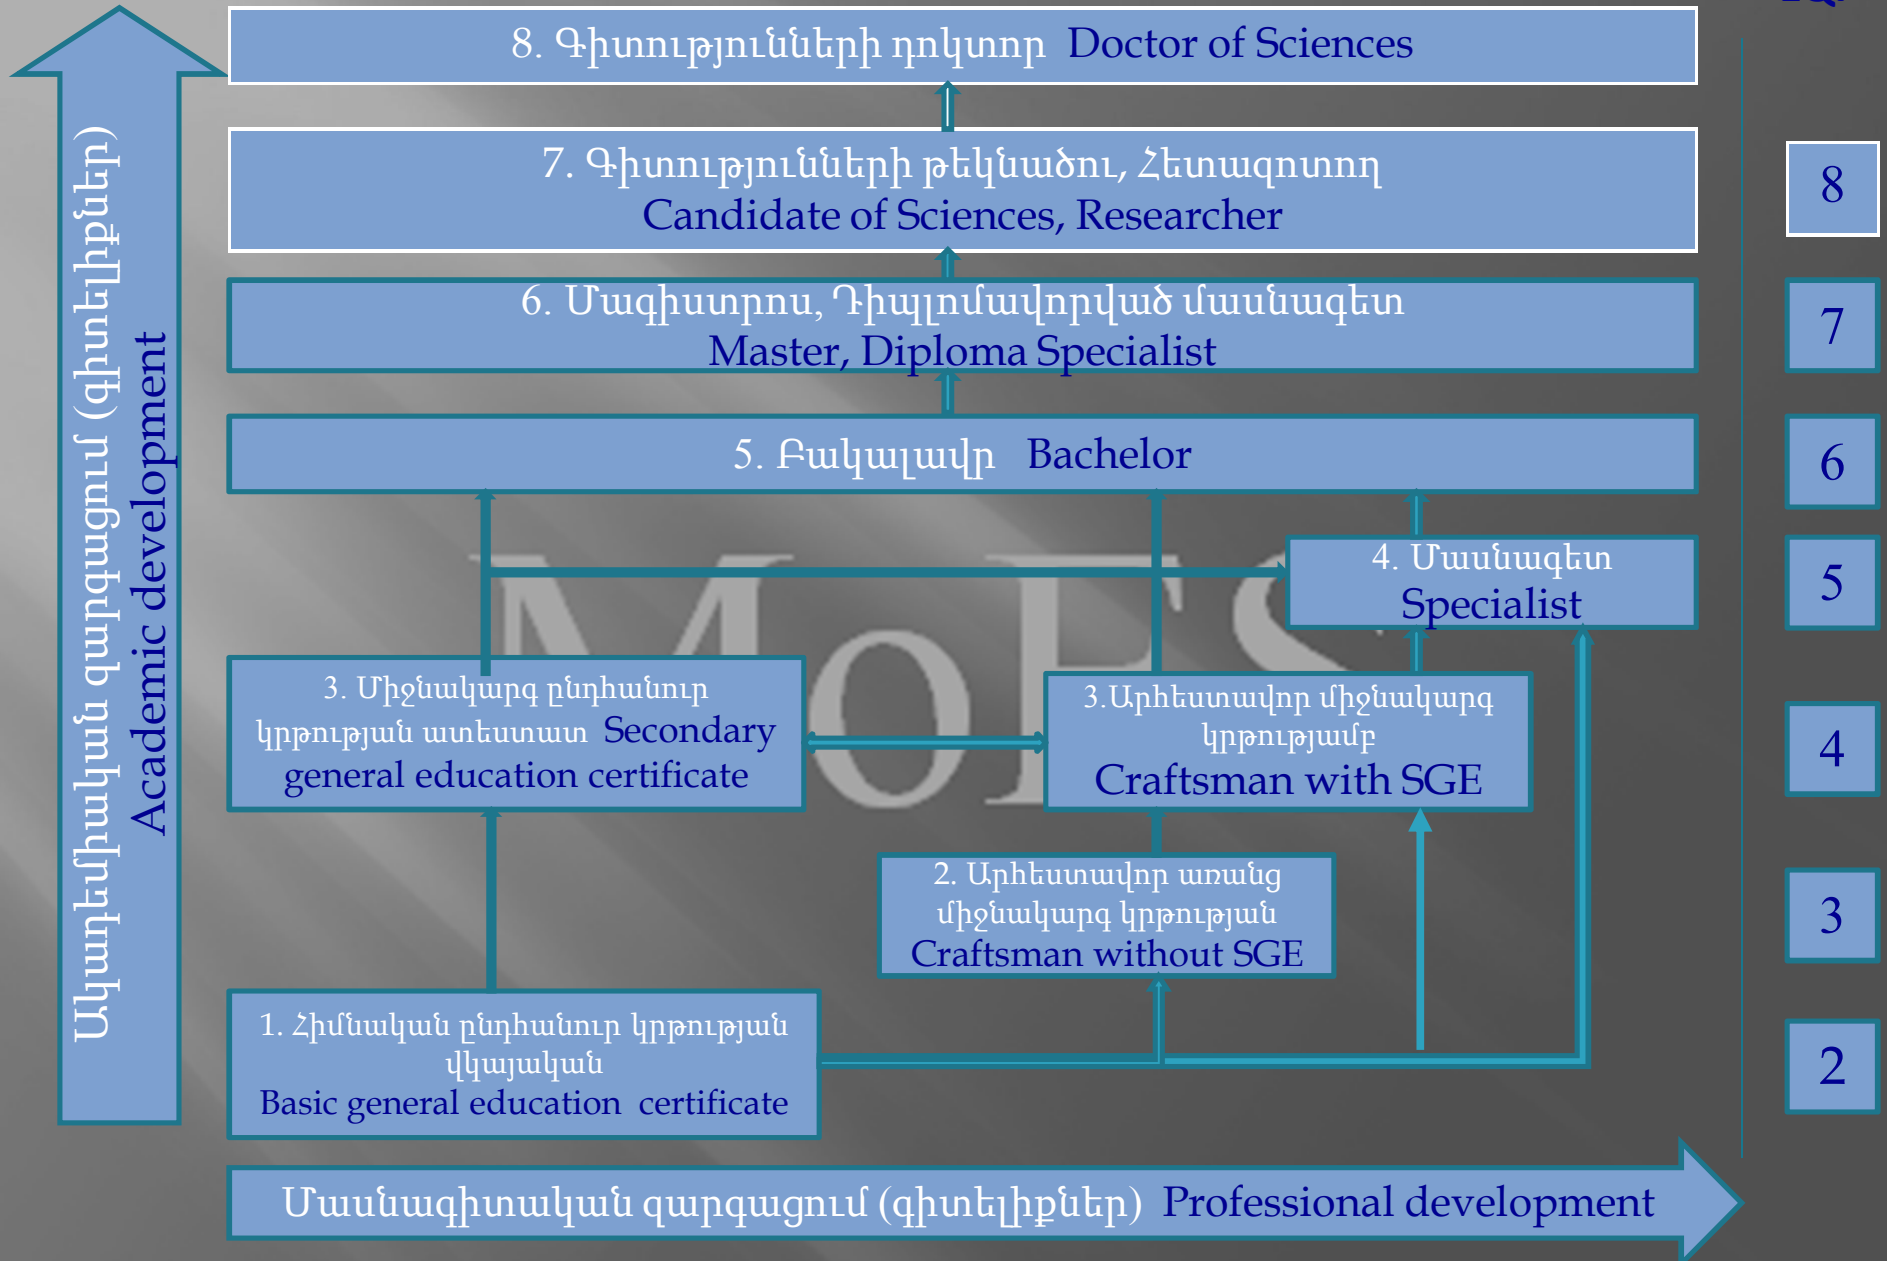 8. Գիտությունների դոկտոր Doctor of Sciences
7. Գիտությունների թեկնածու, Հետազոտող
Candidate of Sciences, Researcher
6. Մագիստրոս, Դիպլոմավորված մասնագետ
Master, Diploma Specialist
5. Բակալավր Bachelor
4. Մասնագետ
Specialist
3. Միջնակարգ ընդհանուր
կրթության ատեստատ Secondary
general education certificate
3.Արհեստավոր միջնակարգ
կրթությամբ
Craftsman with SGE
2. Արհեստավոր առանց
միջնակարգ կրթության
Craftsman without SGE
1. Հիմնական ընդհանուր կրթության
վկայական
Basic general education certificate
Ակադեմիական զարգացում (գիտելիքներ)
Academic development
Մասնագիտական զարգացում (գիտելիքներ) Professional development
8
7
6
5
4
3
2
MoES